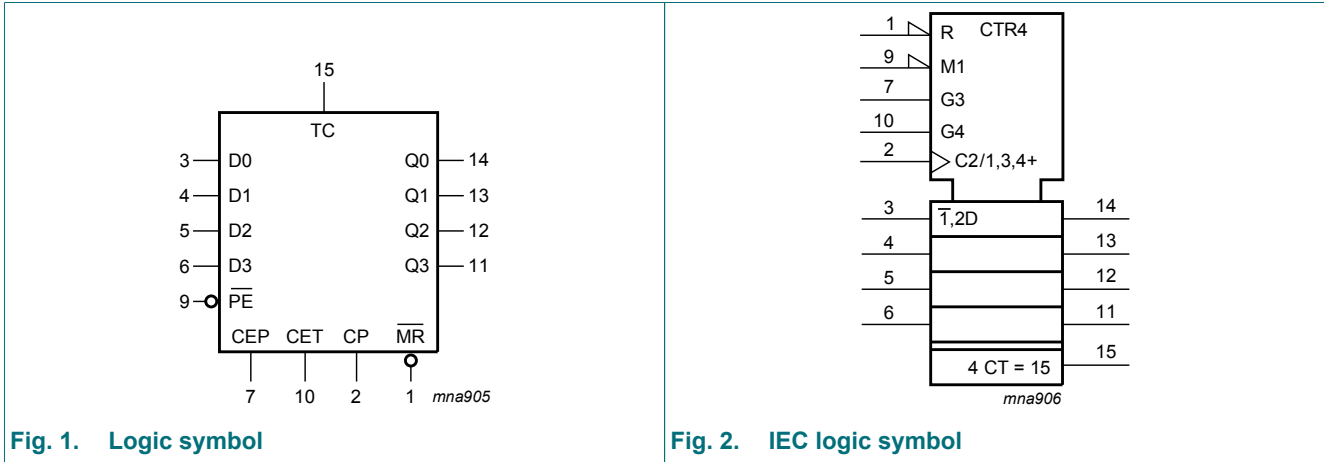 15
TC
3 D0 Q0 14
4 D1 Q1 13
5 D2 Q2 12
6 D3 Q3 11
9 P̅E̅
CEP CET CP M̅R̅
7 10 2 1 mna905
Fig. 1. Logic symbol
1 R CTR4
9 M1
7 G3
10 G4
2 C2/1,3,4+
3 1̅,2D 14
4 13
5 12
6 11
4 CT = 15 15
mna906
Fig. 2. IEC logic symbol